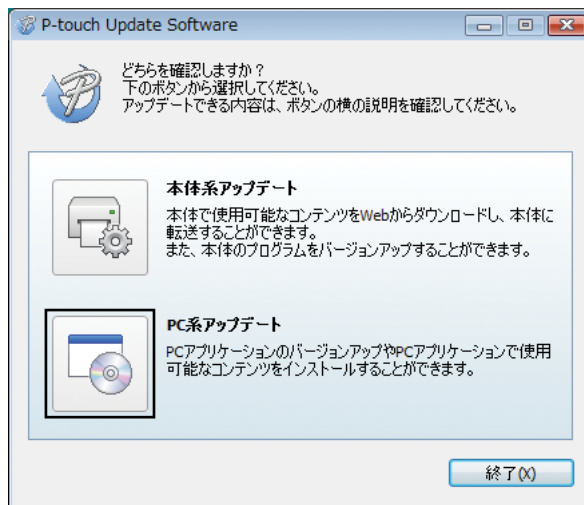 P-touch Update Software
どちらを確認しますか？
下のボタンから選択してください。
アップデートできる内容は、ボタンの横の説明を確認してください。
本体系アップデート
本体で使用可能なコンテンツをWebからダウンロードし、本体に
転送することができます。
また、本体のプログラムをバージョンアップすることができます。
PC系アップデート
PCアプリケーションのバージョンアップやPCアプリケーションで使用
可能なコンテンツをインストールすることができます。
終了(X)